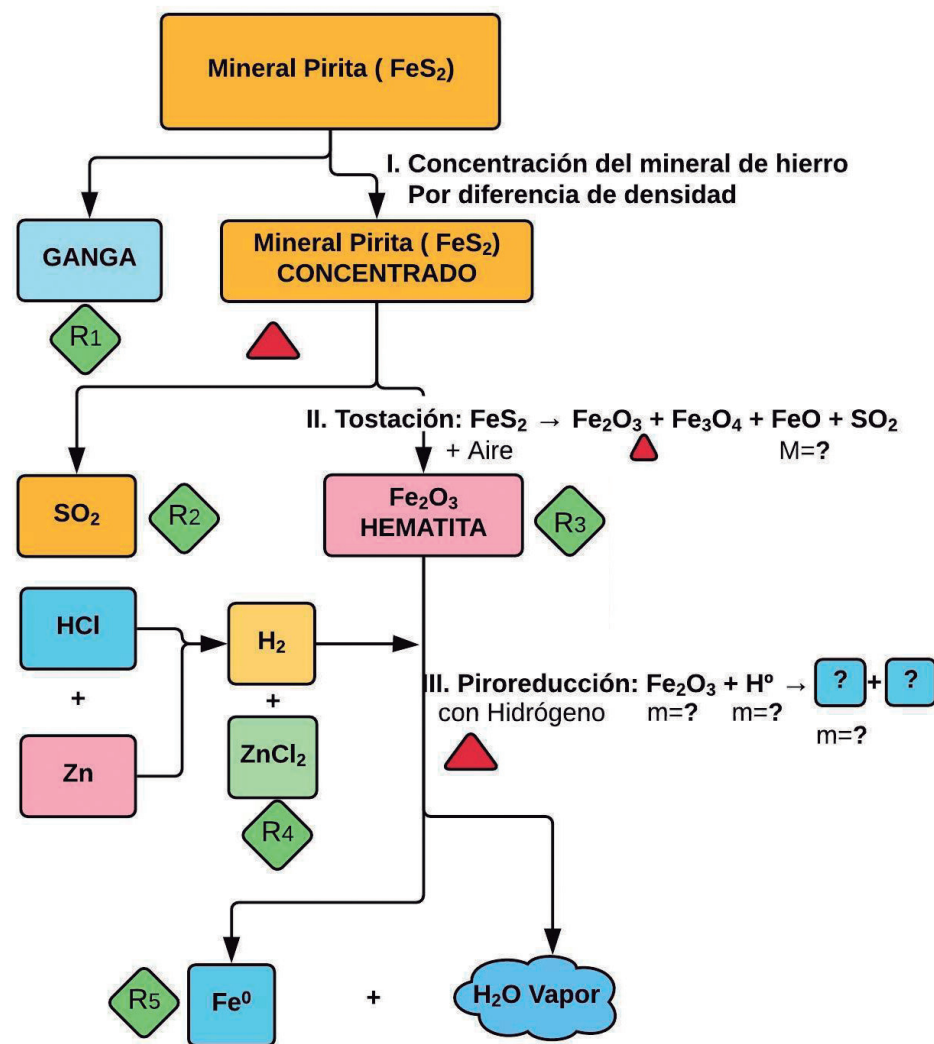 Mineral Pirita ( FeS₂)
I. Concentración del mineral de hierro
Por diferencia de densidad
GANGA
Mineral Pirita ( FeS₂)
CONCENTRADO
R1
II. Tostación: FeS₂ → Fe₂O₃ + Fe₃O₄ + FeO + SO₂
+ Aire
M=?
SO₂
R2
Fe₂O₃
HEMATITA
R3
HCl
H₂
+
+
III. Piroreducción: Fe₂O₃ + Hº → ? + ?
con Hidrógeno
m=?
m=?
m=?
Zn
ZnCl₂
R4
R5
Fe⁰
+
H₂O Vapor